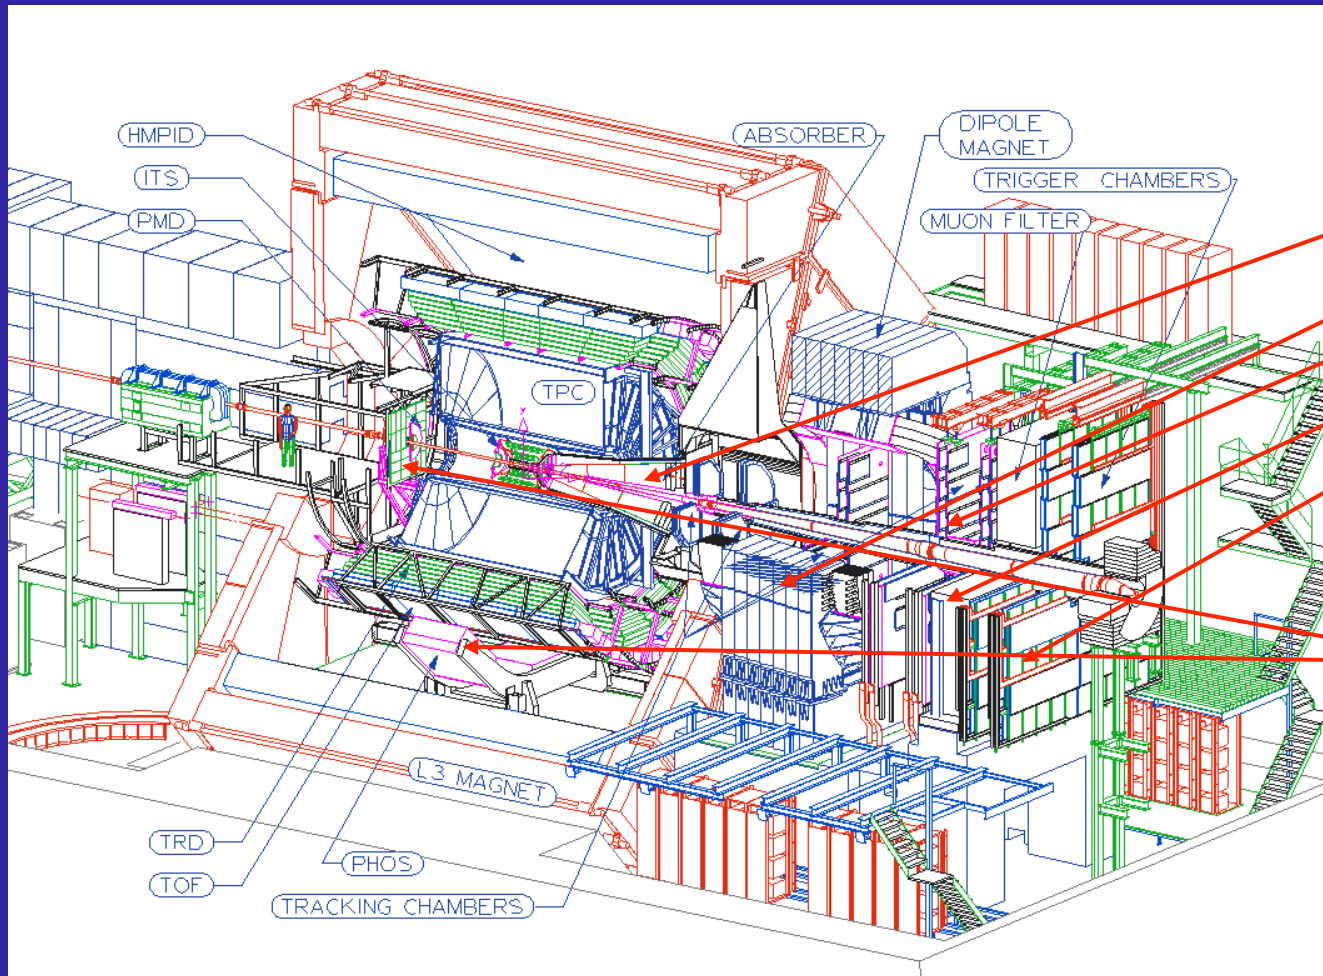 HMPID
ITS
PMD
ABSORBER
DIPOLE
MAGNET
TRIGGER CHAMBERS
MUON FILTER
TPC
L3 MAGNET
TRD
TOF
PHOS
TRACKING CHAMBERS